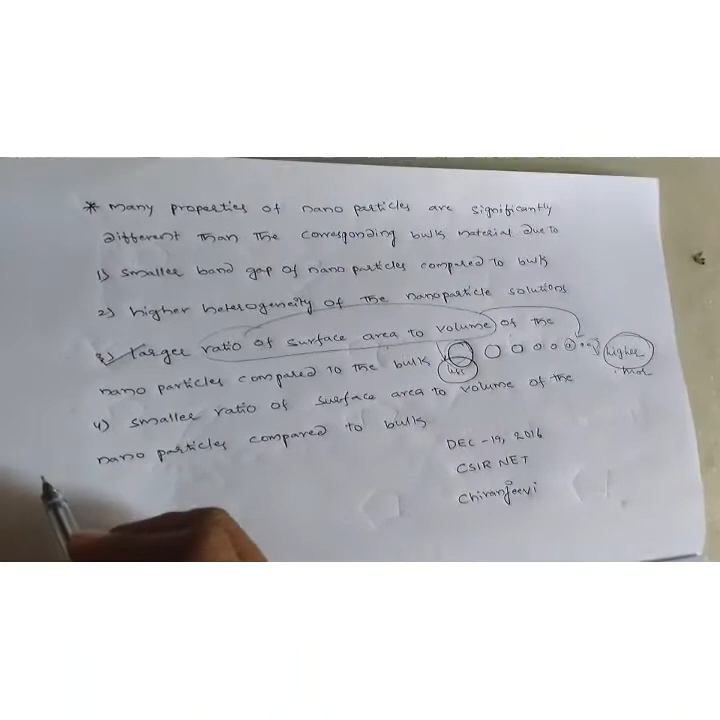 * many properties of nano particles are significantly
different than the corresponding bulk material due to
1) smaller band gap of nano particles compared to bulk
2) higher heterogeneity of the nanoparticle solutions
3) larger ratio of surface area to volume of the
nano particles compared to the bulk less higher
4) smaller ratio of surface area to volume of the
nano particles compared to bulk
DEC-19, 2016
CSIR NET
Chiranjeevi